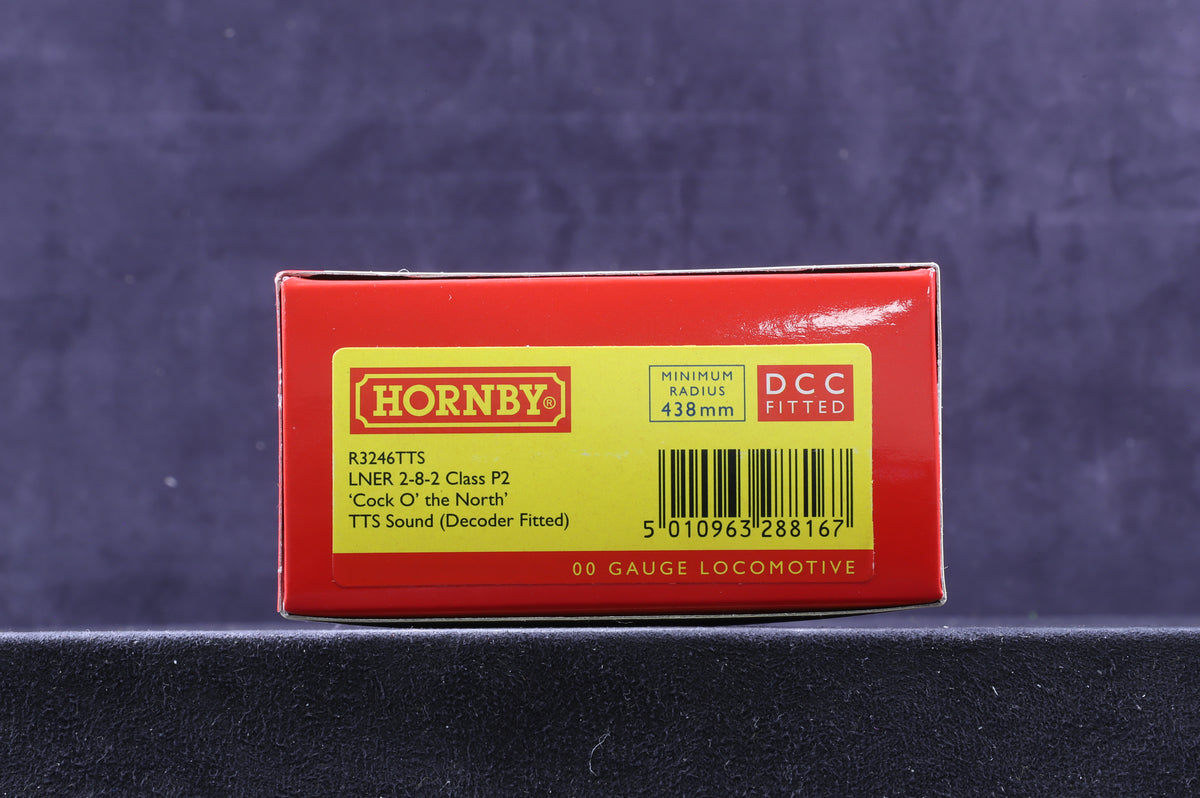 HORNBY®
MINIMUM
RADIUS
438mm
DCC
FITTED
R3246TTS
LNER 2-8-2 Class P2
‘Cock O’ the North’
TTS Sound (Decoder Fitted)
5 010963 288167
00 GAUGE LOCOMOTIVE